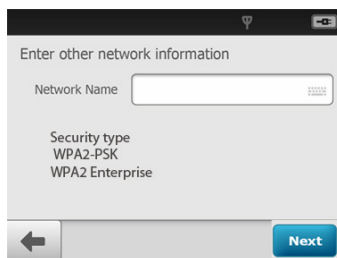 Enter other network information
Network Name
Security type
WPA2-PSK
WPA2 Enterprise
Next